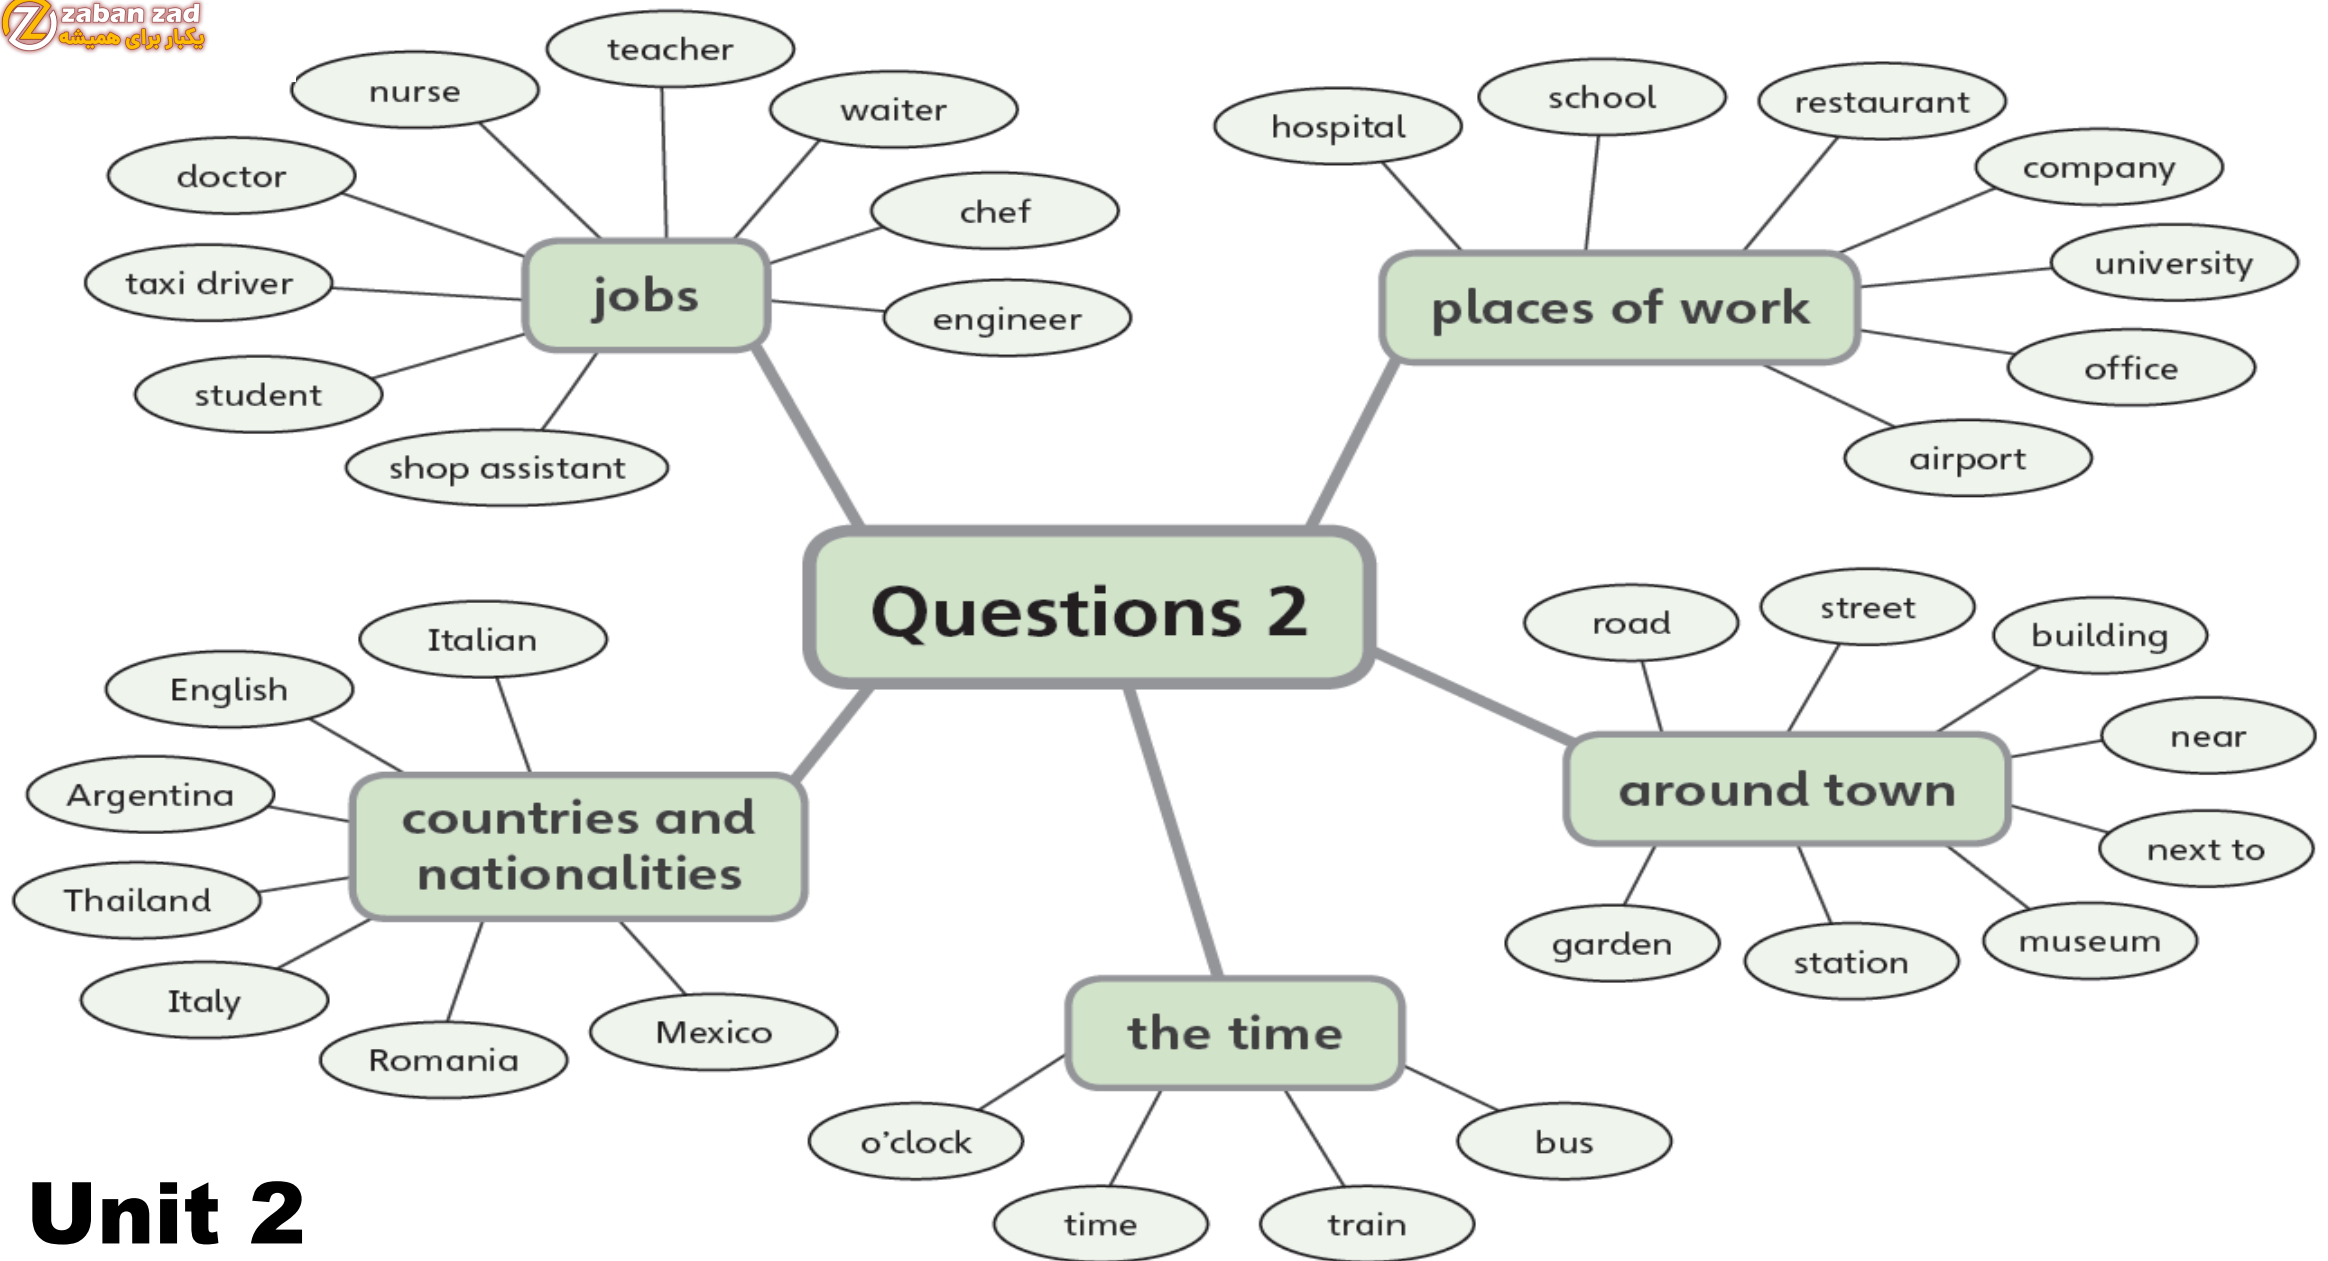 zaban zad
یکبار برای همیشه
teacher
nurse
waiter
doctor
chef
taxi driver
jobs
engineer
student
shop assistant
school
restaurant
hospital
company
university
places of work
office
airport
Questions 2
Italian
English
Argentina
countries and
nationalities
Thailand
Italy
Romania
Mexico
street
road
building
near
around town
next to
garden
station
museum
the time
o'clock
bus
time
train
Unit 2